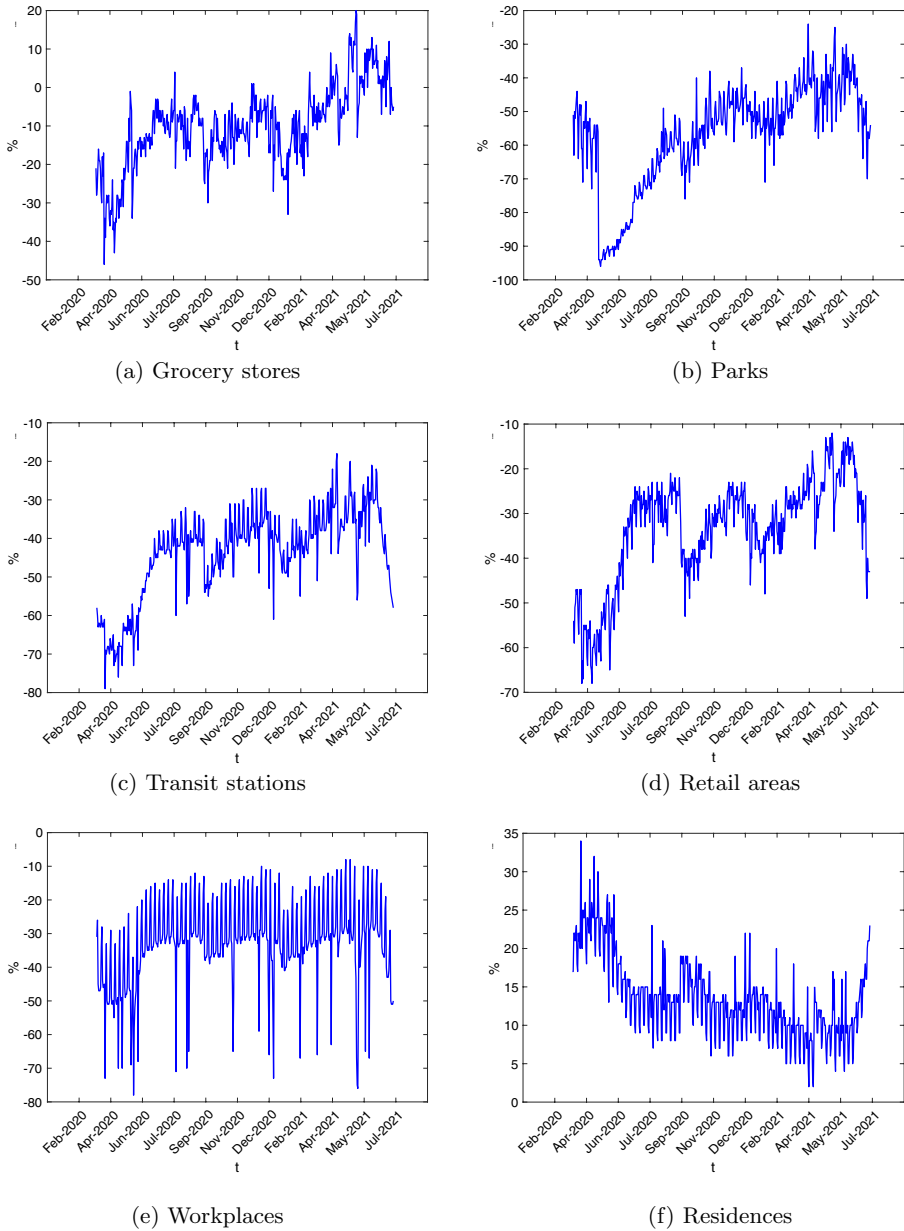 20
10
0
-10
-20
-30
-40
-50
%
Feb-2020
Apr-2020
Jun-2020
Jul-2020
Sep-2020
Nov-2020
Dec-2020
Feb-2021
Apr-2021
May-2021
Jul-2021
t
(a) Grocery stores
-20
-30
-40
-50
-60
-70
-80
-90
-100
%
Feb-2020
Apr-2020
Jun-2020
Jul-2020
Sep-2020
Nov-2020
Dec-2020
Feb-2021
Apr-2021
May-2021
Jul-2021
t
(b) Parks
-10
-20
-30
-40
-50
-60
-70
-80
%
Feb-2020
Apr-2020
Jun-2020
Jul-2020
Sep-2020
Nov-2020
Dec-2020
Feb-2021
Apr-2021
May-2021
Jul-2021
t
(c) Transit stations
-10
-20
-30
-40
-50
-60
-70
%
Feb-2020
Apr-2020
Jun-2020
Jul-2020
Sep-2020
Nov-2020
Dec-2020
Feb-2021
Apr-2021
May-2021
Jul-2021
t
(d) Retail areas
0
-10
-20
-30
-40
-50
-60
-70
-80
%
Feb-2020
Apr-2020
Jun-2020
Jul-2020
Sep-2020
Nov-2020
Dec-2020
Feb-2021
Apr-2021
May-2021
Jul-2021
t
(e) Workplaces
35
30
25
20
15
10
5
0
%
Feb-2020
Apr-2020
Jun-2020
Jul-2020
Sep-2020
Nov-2020
Dec-2020
Feb-2021
Apr-2021
May-2021
Jul-2021
t
(f) Residences